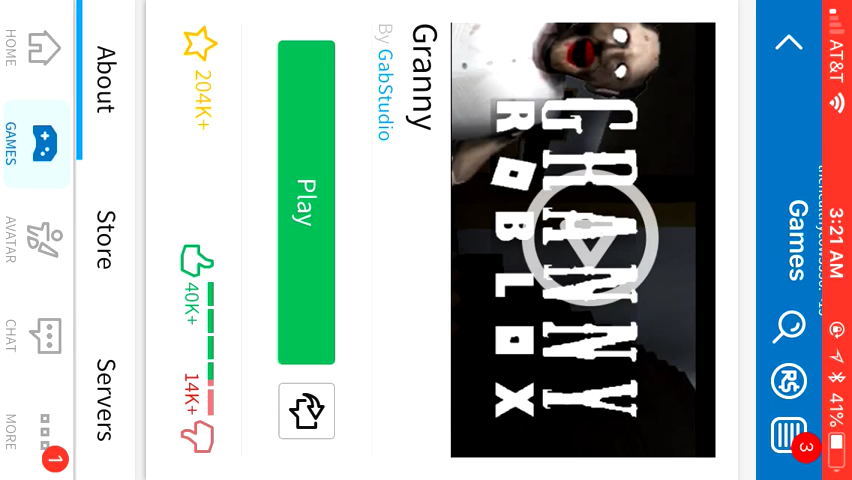 AT&T 3:21 AM 41%
Games
R$
3
GRANNY
ROBLOX
Granny
By GabStudio
Play
204K+ 40K+ 14K+
About Store Servers
HOME GAMES AVATAR CHAT MORE
1